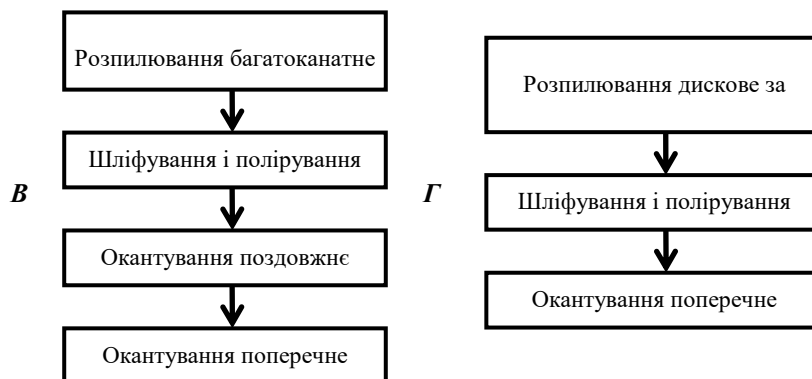 В
Розпилювання багатоканатне
Шліфування і полірування
Окантування поздовжнє
Окантування поперечне
Г
Розпилювання дискове за
Шліфування і полірування
Окантування поперечне